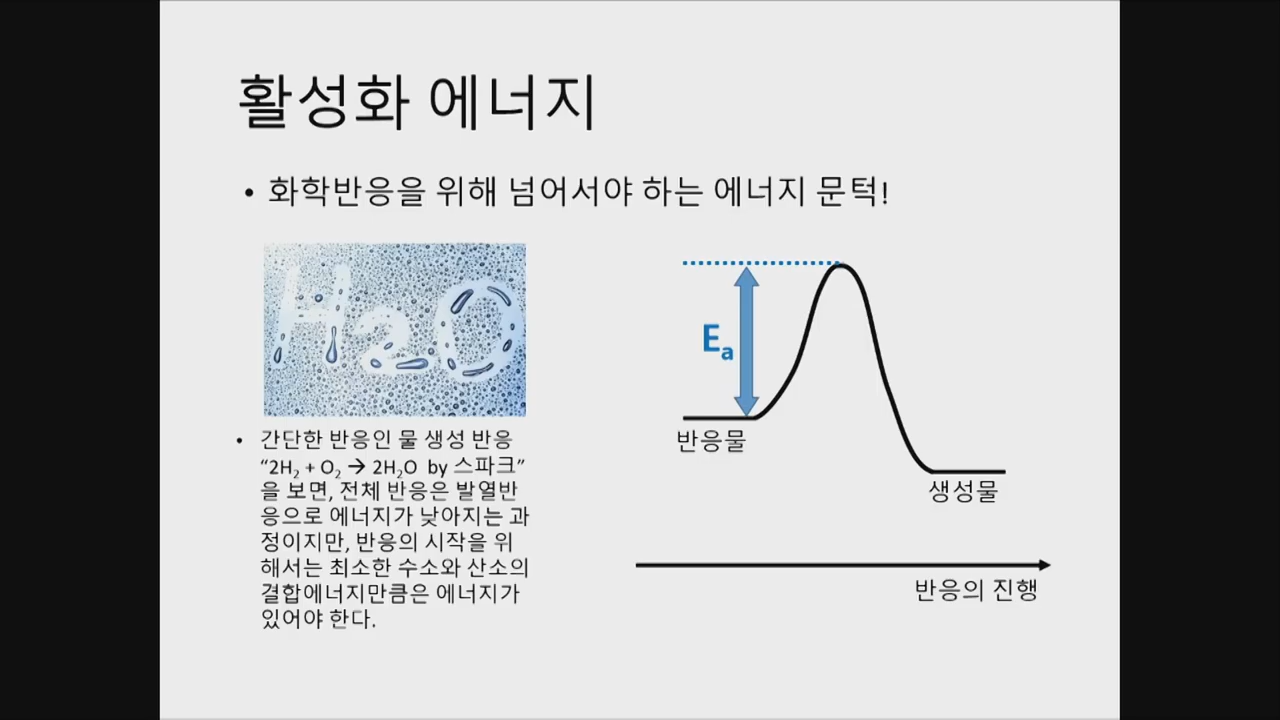 활성화 에너지
• 화학반응을 위해 넘어서야 하는 에너지 문턱!
H2O
• 간단한 반응인 물 생성 반응
“2H₂ + O₂ → 2H₂O by 스파크”
을 보면, 전체 반응은 발열반
응으로 에너지가 낮아지는 과
정이지만, 반응의 시작을 위
해서는 최소한 수소와 산소의
결합에너지만큼은 에너지가
있어야 한다.
Eₐ
반응물
생성물
반응의 진행